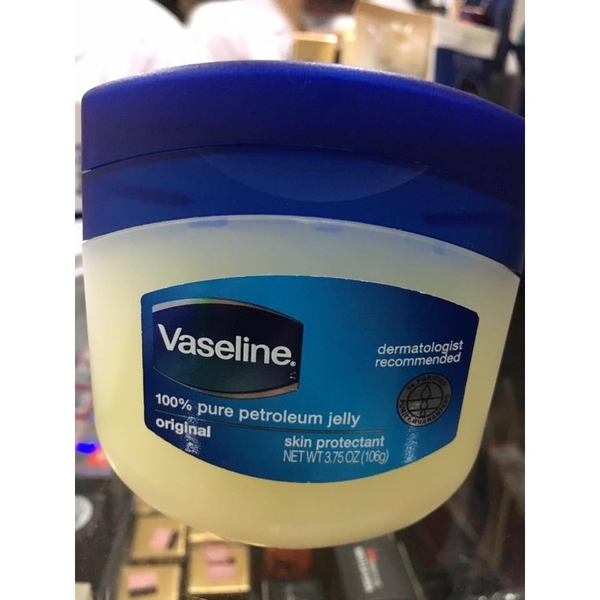 Vaseline.
dermatologist
recommended
100% pure petroleum jelly
original
skin protectant
NET WT 3.75 OZ (106g)